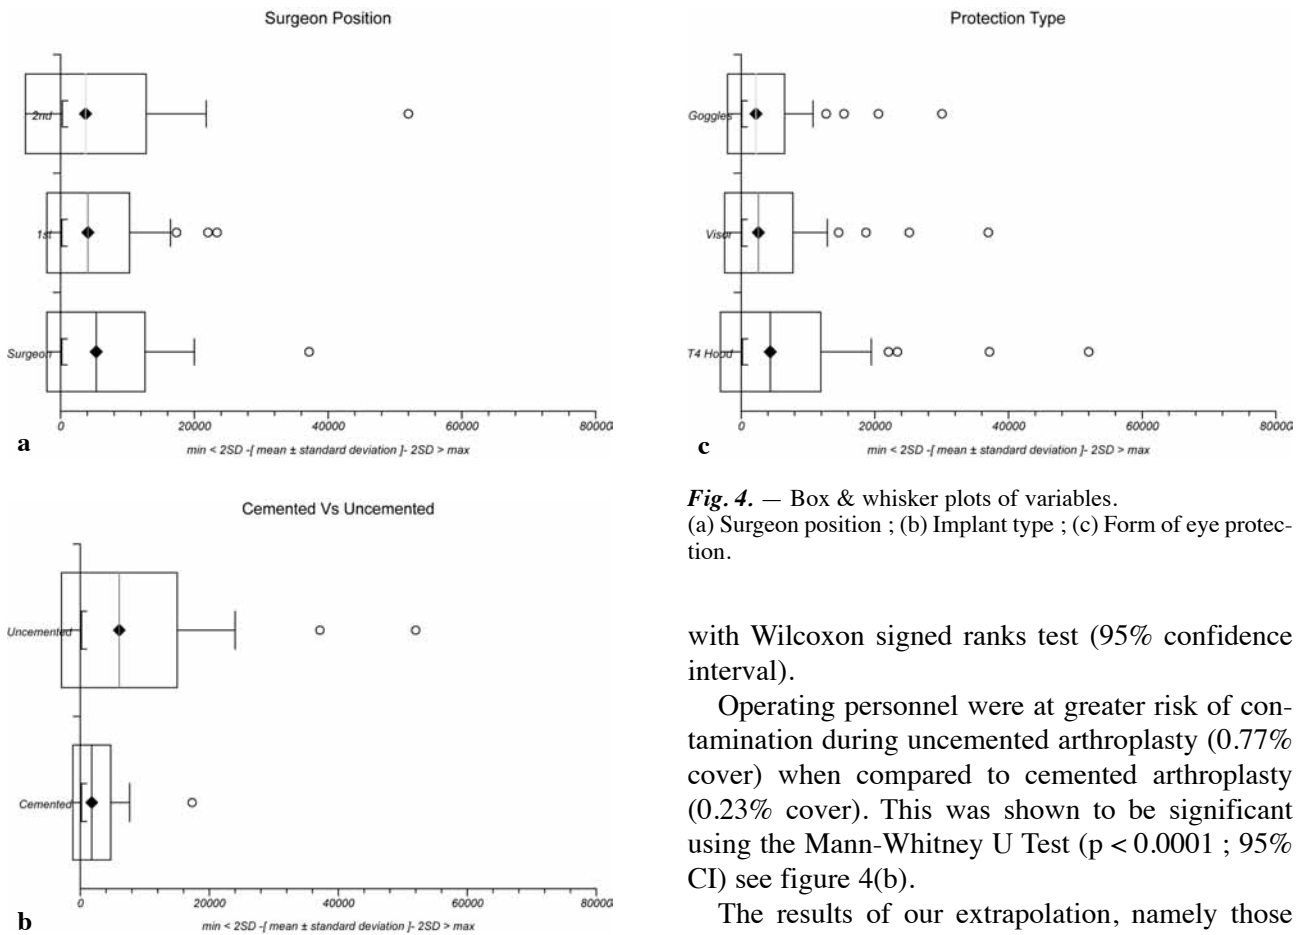 Surgeon Position
2nd
1st
Surgeon
0 20000 40000 60000 80000
min < 2SD -[ mean ± standard deviation ]- 2SD > max
a
Cemented Vs Uncemented
Uncemented
Cemented
0 20000 40000 60000 80000
min < 2SD -[ mean ± standard deviation ]- 2SD > max
b
Protection Type
Goggles
Visor
T4 Hood
0 20000 40000 60000 80000
min < 2SD -[ mean ± standard deviation ]- 2SD > max
c
Fig. 4. — Box & whisker plots of variables.
(a) Surgeon position ; (b) Implant type ; (c) Form of eye protec-
tion.
with Wilcoxon signed ranks test (95% confidence
interval).
Operating personnel were at greater risk of con-
tamination during uncemented arthroplasty (0.77%
cover) when compared to cemented arthroplasty
(0.23% cover). This was shown to be significant
using the Mann-Whitney U Test (p < 0.0001 ; 95%
CI) see figure 4(b).
The results of our extrapolation, namely those